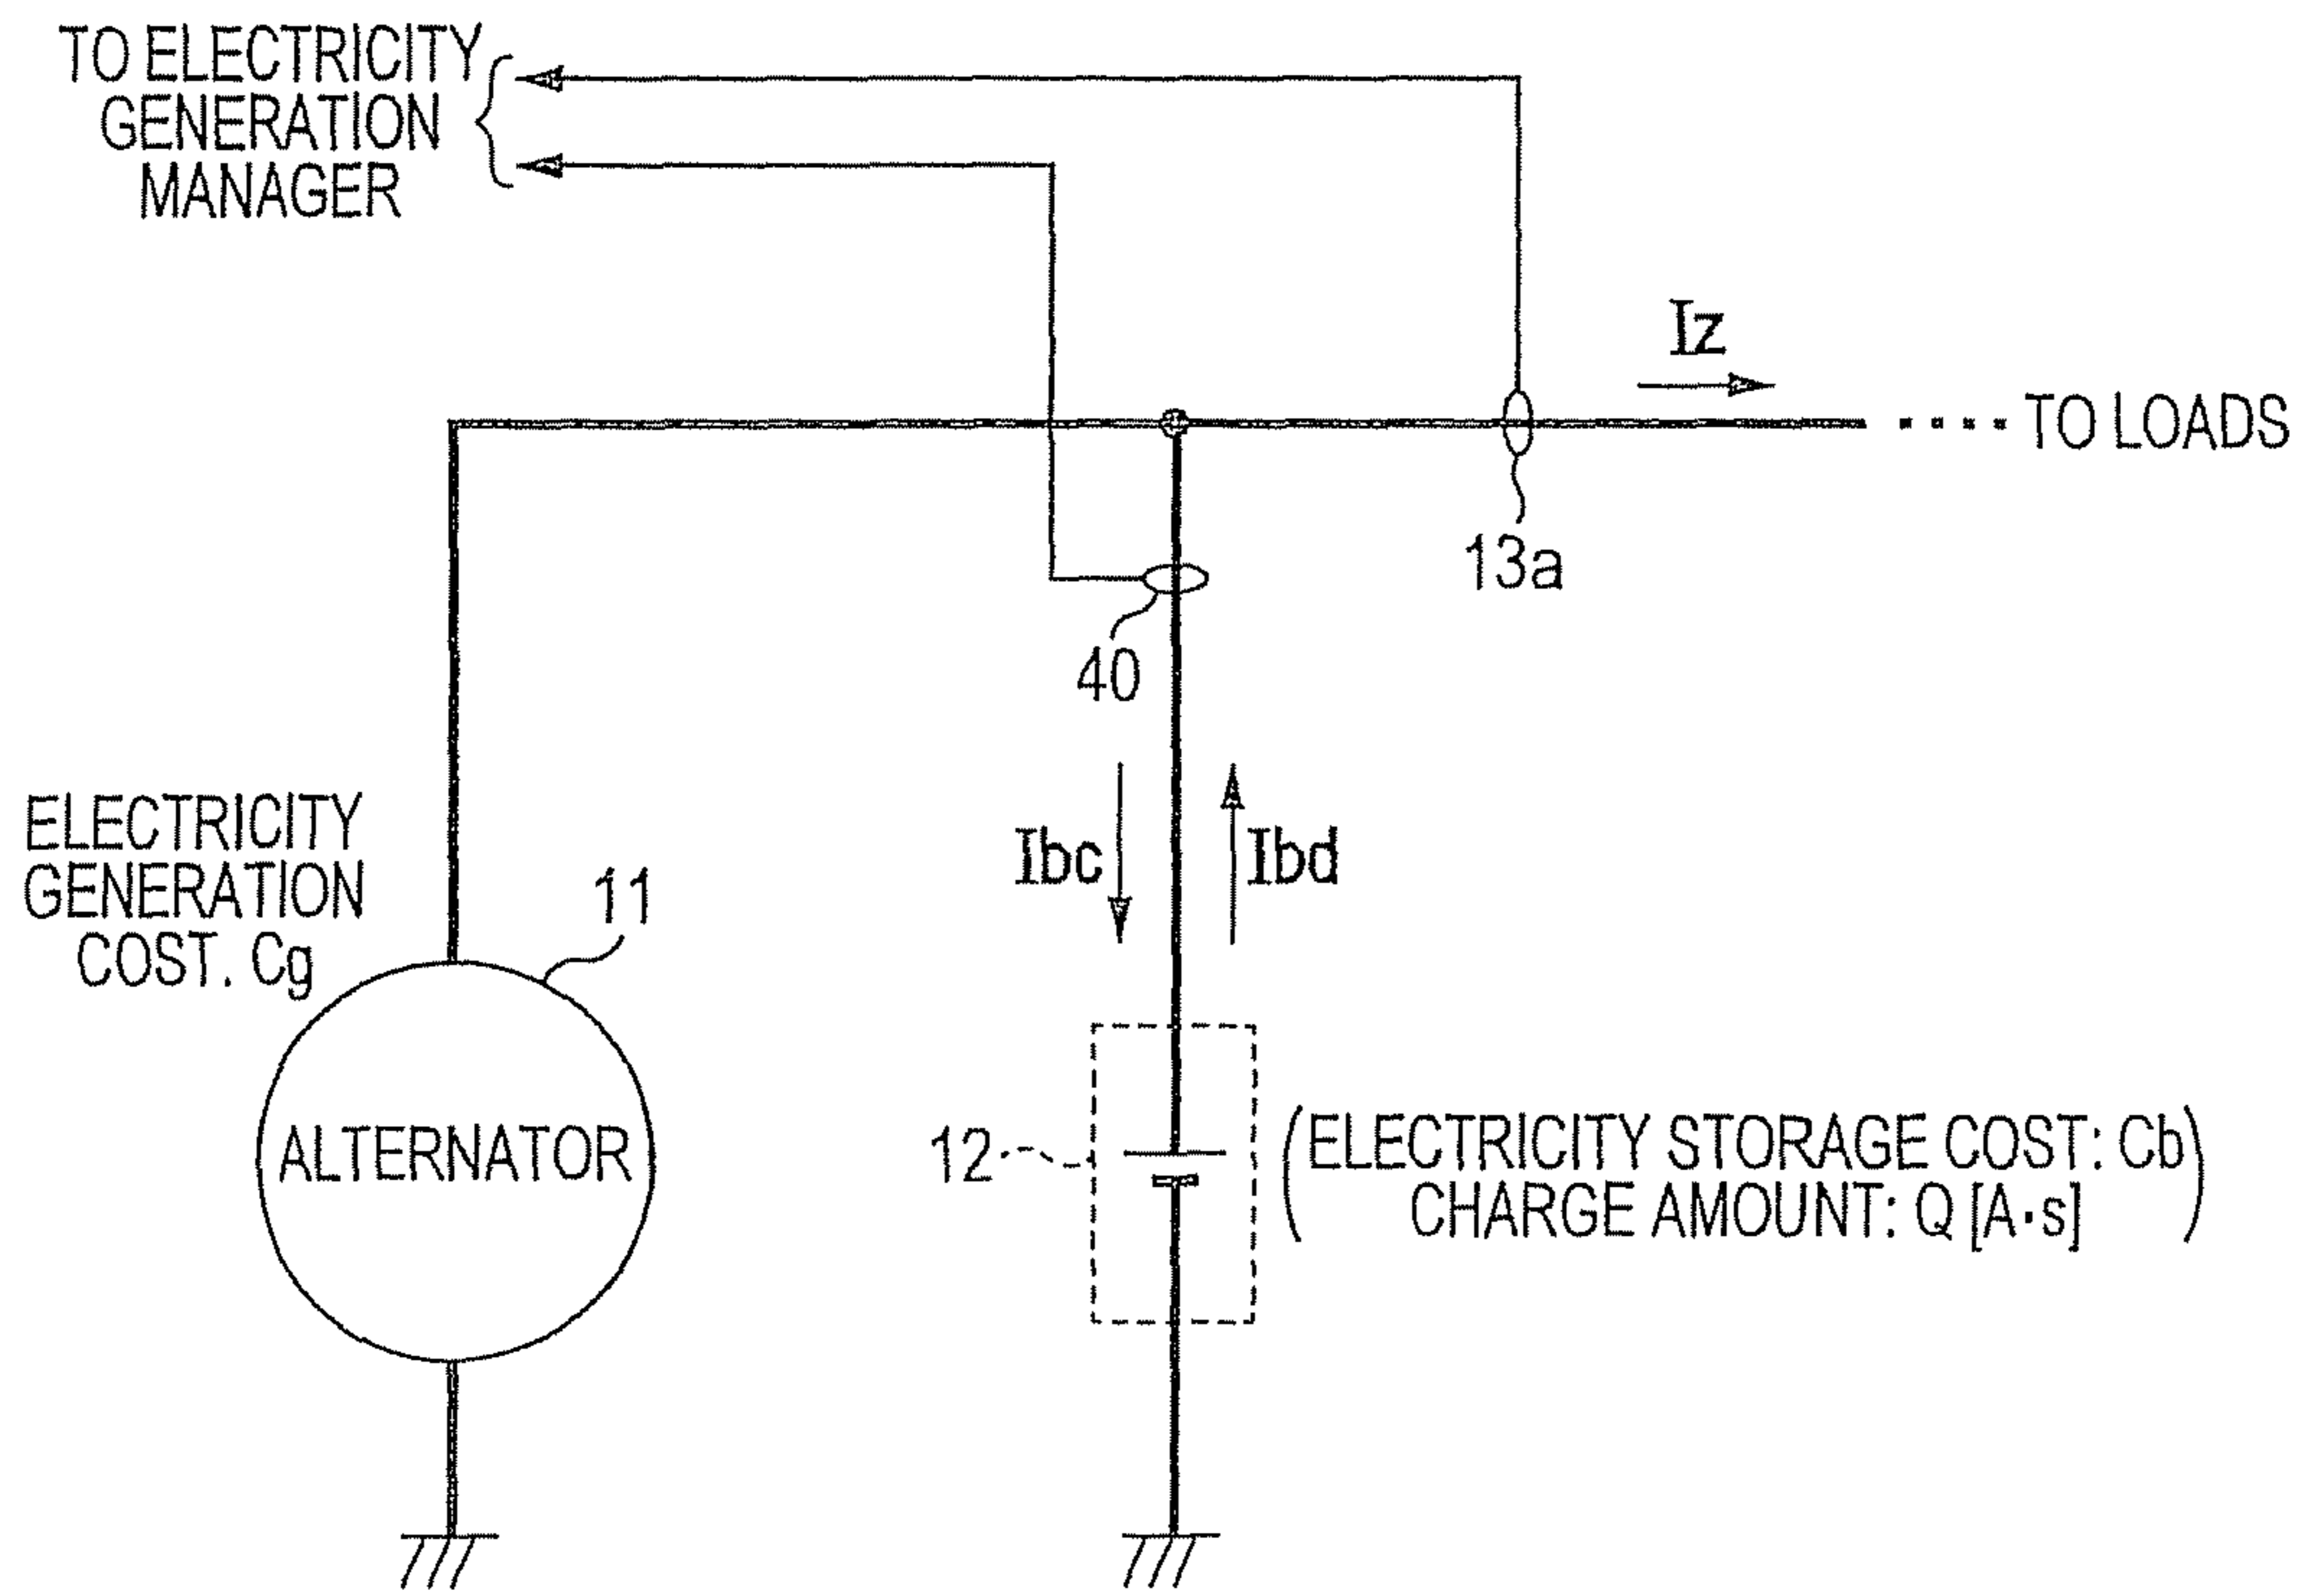 TO ELECTRICITY
GENERATION
MANAGER
Iz
TO LOADS
13a
40
Ibc
Ibd
ELECTRICITY
GENERATION
COST. Cg
11
ALTERNATOR
12
(ELECTRICITY STORAGE COST: Cb
CHARGE AMOUNT: Q [A·s])